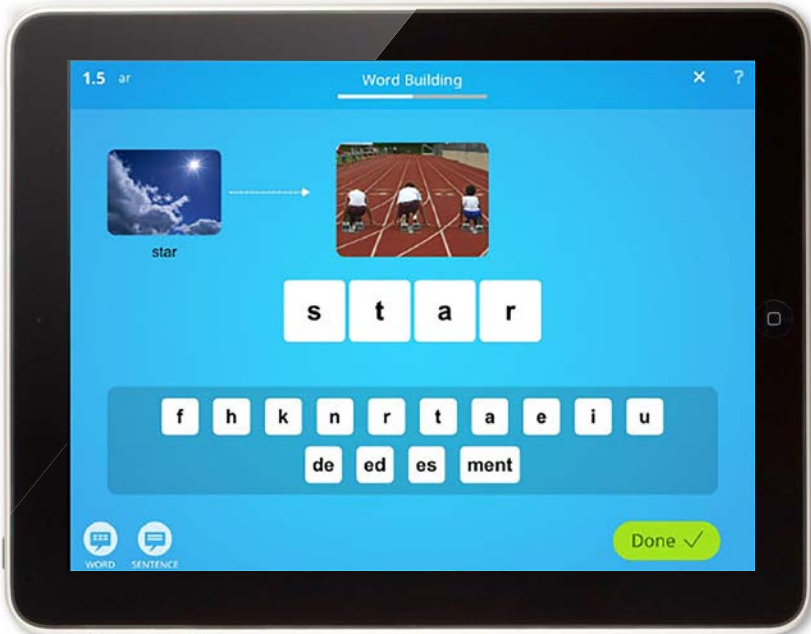 1.5 ar Word Building × ?
star
s t a r
f h k n r t a e i u
de ed es ment
WORD SENTENCE Done ✓